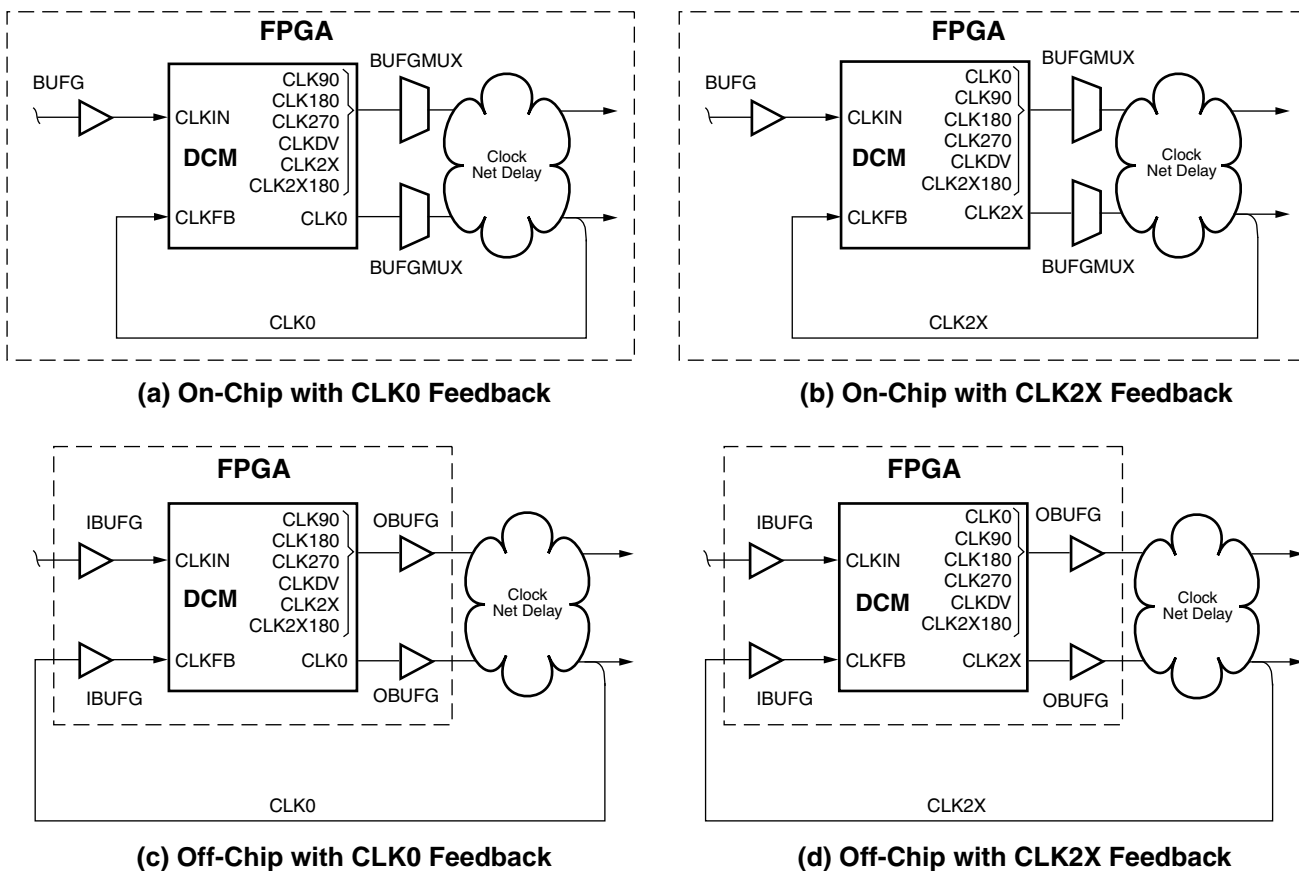 FPGA
BUFG
CLKIN
DCM
CLKFB
CLK90
CLK180
CLK270
CLKDV
CLK2X
CLK2X180
CLK0
BUFGMUX
BUFGMUX
Clock
Net Delay
CLK0
(a) On-Chip with CLK0 Feedback
FPGA
BUFG
CLKIN
DCM
CLKFB
CLK0
CLK90
CLK180
CLK270
CLKDV
CLK2X180
CLK2X
BUFGMUX
BUFGMUX
Clock
Net Delay
CLK2X
(b) On-Chip with CLK2X Feedback
FPGA
IBUFG
IBUFG
CLKIN
DCM
CLKFB
CLK90
CLK180
CLK270
CLKDV
CLK2X
CLK2X180
CLK0
OBUFG
OBUFG
Clock
Net Delay
CLK0
(c) Off-Chip with CLK0 Feedback
FPGA
IBUFG
IBUFG
CLKIN
DCM
CLKFB
CLK0
CLK90
CLK180
CLK270
CLKDV
CLK2X180
CLK2X
OBUFG
OBUFG
Clock
Net Delay
CLK2X
(d) Off-Chip with CLK2X Feedback